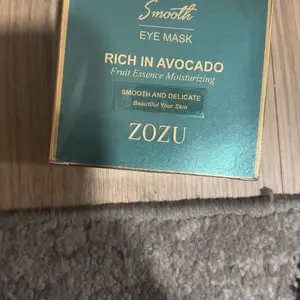 Smooth
EYE MASK
RICH IN AVOCADO
Fruit Essence Moisturizing
SMOOTH AND DELICATE
Beautiful Your Skin
ZOZU